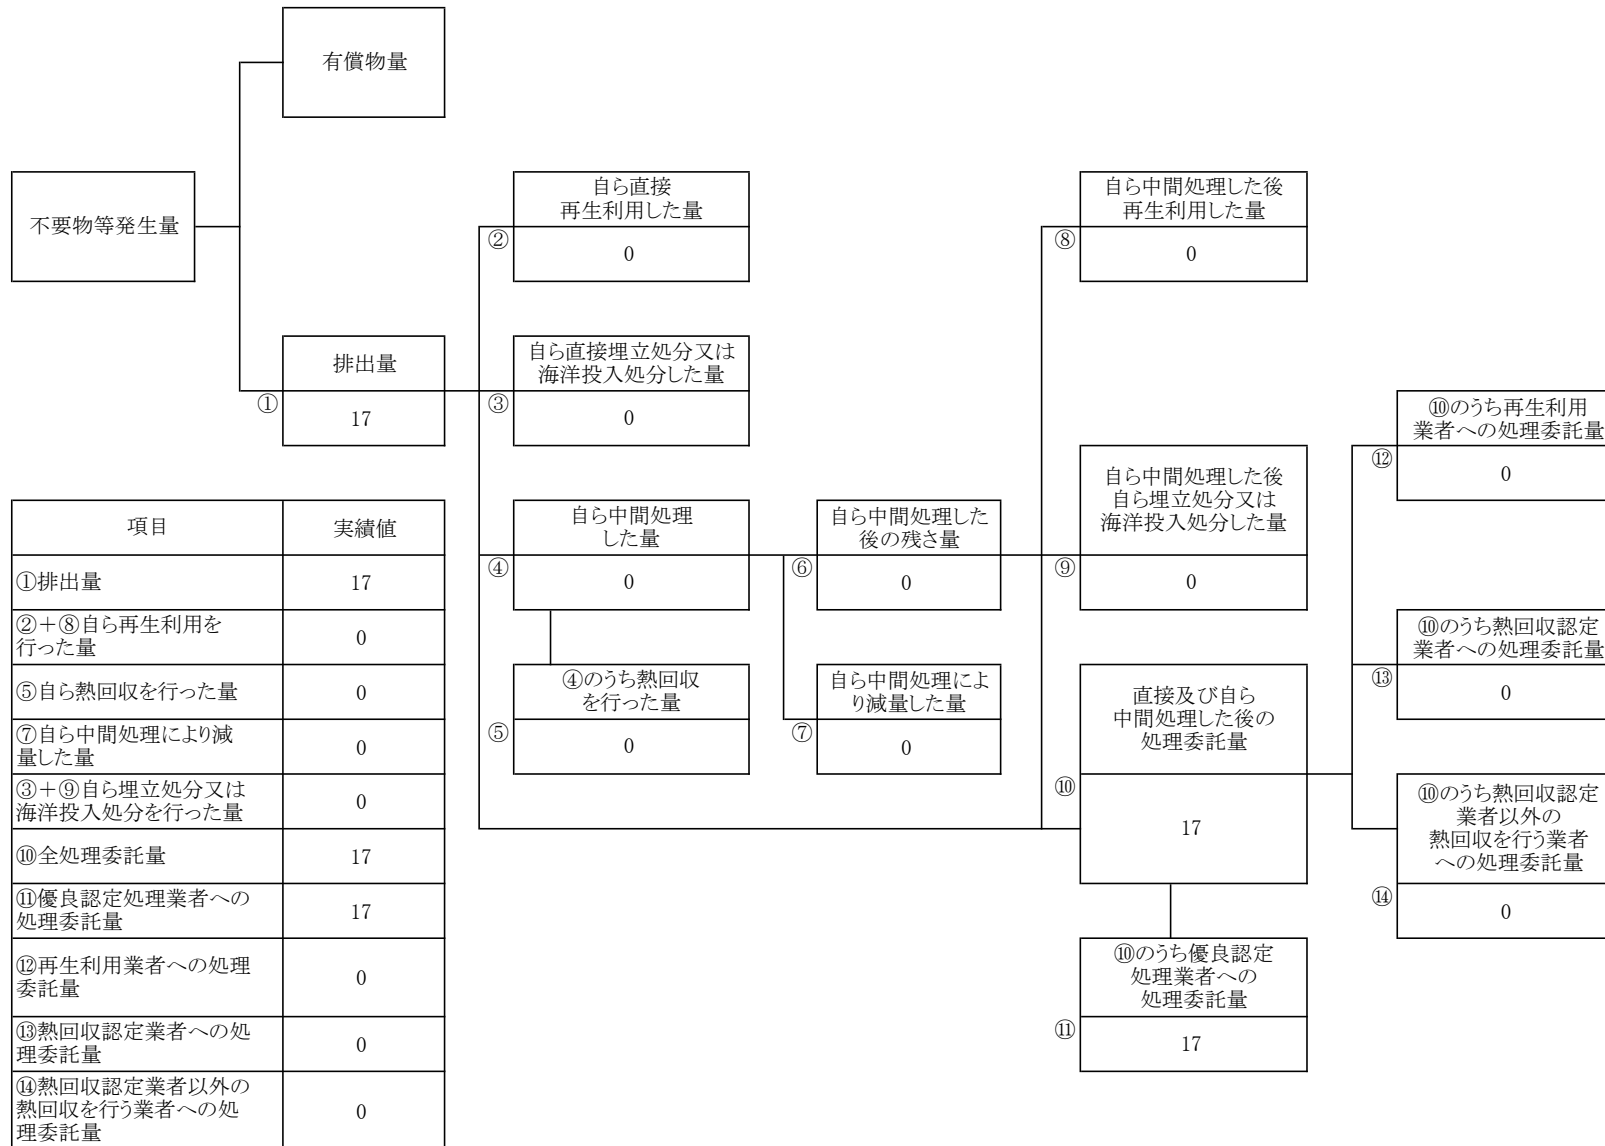 有償物量
不要物等発生量
自ら直接
再生利用した量
②
0
自ら中間処理した後
再生利用した量
⑧
0
排出量
①
17
自ら直接埋立処分又は
海洋投入処分した量
③
0
⑩のうち再生利用
業者への処理委託量
⑫
0
自ら中間処理した後
自ら埋立処分又は
海洋投入処分した量
⑨
0
自ら中間処理
した量
④
0
自ら中間処理した
後の残さ量
⑥
0
⑩のうち熱回収認定
業者への処理委託量
⑬
0
④のうち熱回収
を行った量
⑤
0
自ら中間処理によ
り減量した量
⑦
0
直接及び自ら
中間処理した後の
処理委託量
⑩
17
⑩のうち熱回収認定
業者以外の
熱回収を行う業者
への処理委託量
⑭
0
⑩のうち優良認定
処理業者への
処理委託量
⑪
17
項目 実績値
①排出量 17
②＋⑧自ら再生利用を
行った量 0
⑤自ら熱回収を行った量 0
⑦自ら中間処理により減
量した量 0
③＋⑨自ら埋立処分又は
海洋投入処分を行った量 0
⑩全処理委託量 17
⑪優良認定処理業者への
処理委託量 17
⑫再生利用業者への処理
委託量 0
⑬熱回収認定業者への処
理委託量 0
⑭熱回収認定業者以外の
熱回収を行う業者への処
理委託量 0